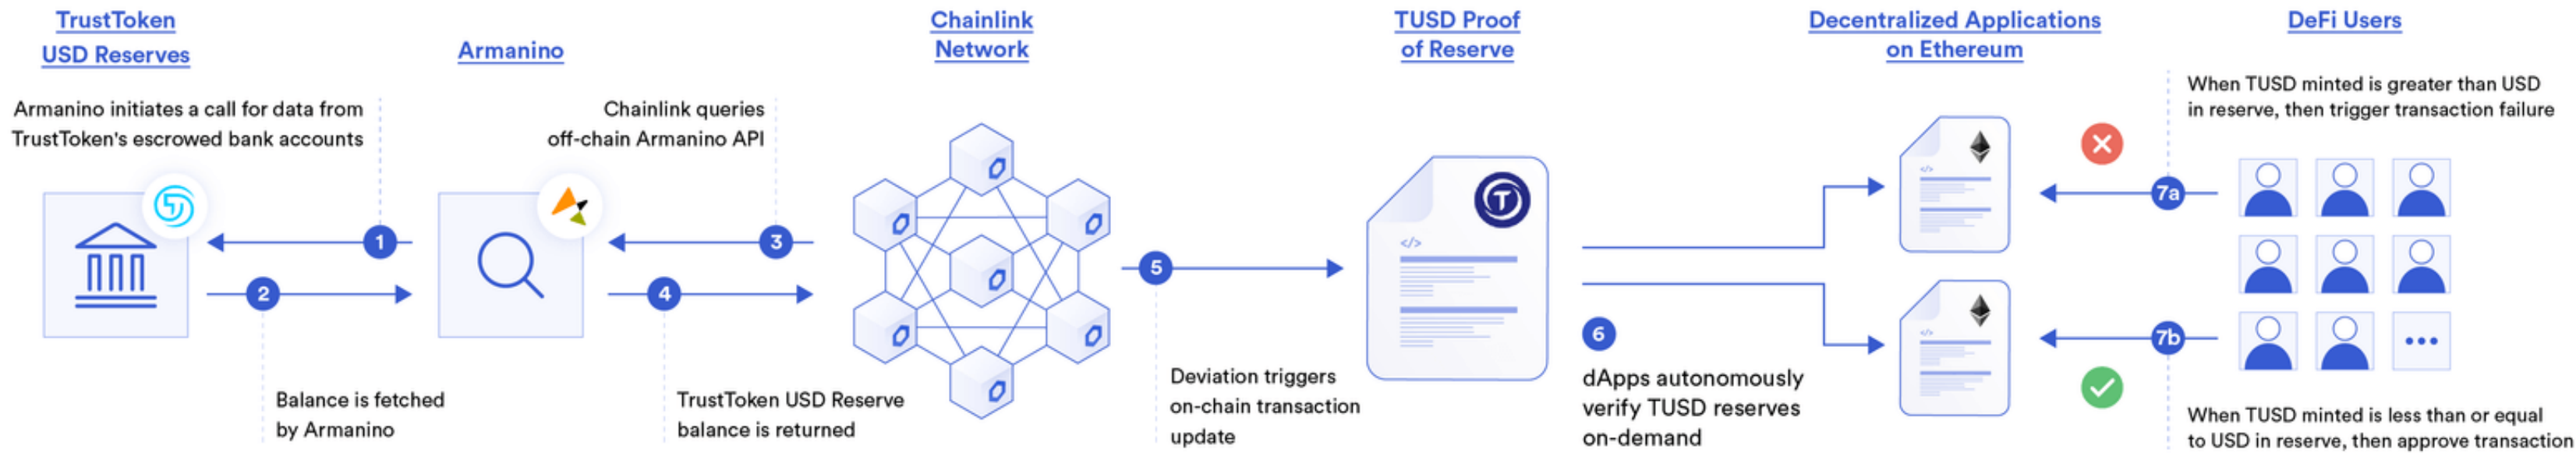 TrustToken
USD Reserves
Armanino
Chainlink
Network
TUSD Proof
of Reserve
Decentralized Applications
on Ethereum
DeFi Users
Armanino initiates a call for data from
TrustToken's escrowed bank accounts
Chainlink queries
off-chain Armanino API
When TUSD minted is greater than USD
in reserve, then trigger transaction failure
1
2
3
4
5
6
7a
7b
T
</>
</>
</>
Balance is fetched
by Armanino
TrustToken USD Reserve
balance is returned
Deviation triggers
on-chain transaction
update
dApps autonomously
verify TUSD reserves
on-demand
When TUSD minted is less than or equal
to USD in reserve, then approve transaction